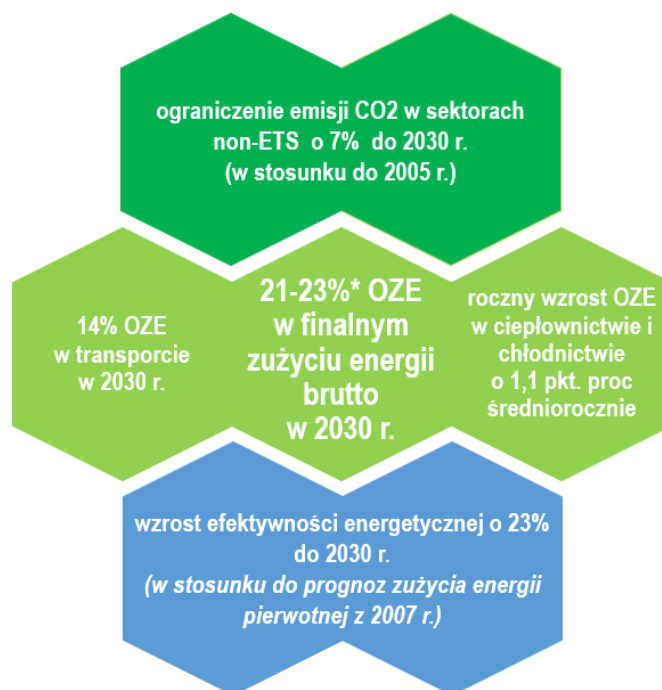 ograniczenie emisji CO2 w sektorach
non-ETS o 7% do 2030 r.
(w stosunku do 2005 r.)
14% OZE
w transporcie
w 2030 r.
21-23%* OZE
w finalnym
zużyciu energii
brutto
w 2030 r.
roczny wzrost OZE
w ciepłownictwie i
chłodnictwie
o 1,1 pkt. proc
średniorocznie
wzrost efektywności energetycznej o 23%
do 2030 r.
(w stosunku do prognoz zużycia energii
pierwotnej z 2007 r.)